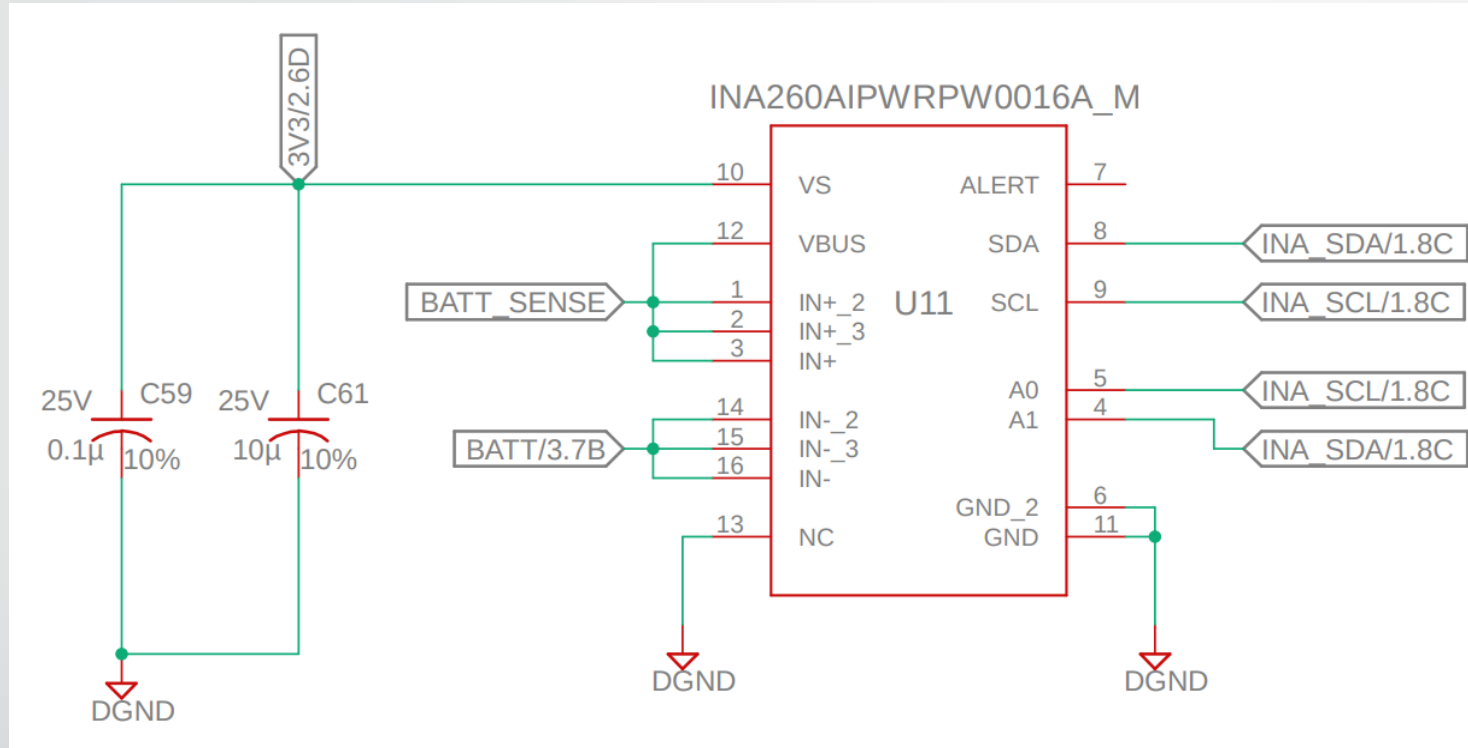 3V3/2.6D
INA260AIPWRPW0016A_M
10 VS ALERT 7
12 VBUS SDA 8 INA_SDA/1.8C
BATT_SENSE 1 IN+_2 U11 SCL 9 INA_SCL/1.8C
2 IN+_3
3 IN+
A0 5 INA_SCL/1.8C
25V C59 25V C61
14 IN-_2 A1 4
0.1µ 10% 10µ 10%
BATT/3.7B 15 IN-_3 INA_SDA/1.8C
16 IN-
GND_2 6
13 NC GND 11
DGND DGND
DGND